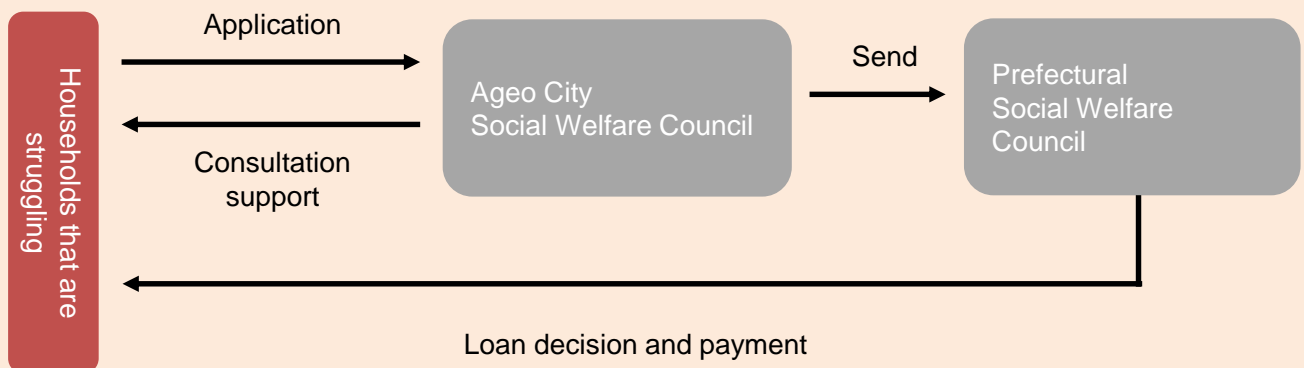 Households that are
struggling
Application
Consultation
support
Ageo City
Social Welfare Council
Send
Prefectural
Social Welfare
Council
Loan decision and payment